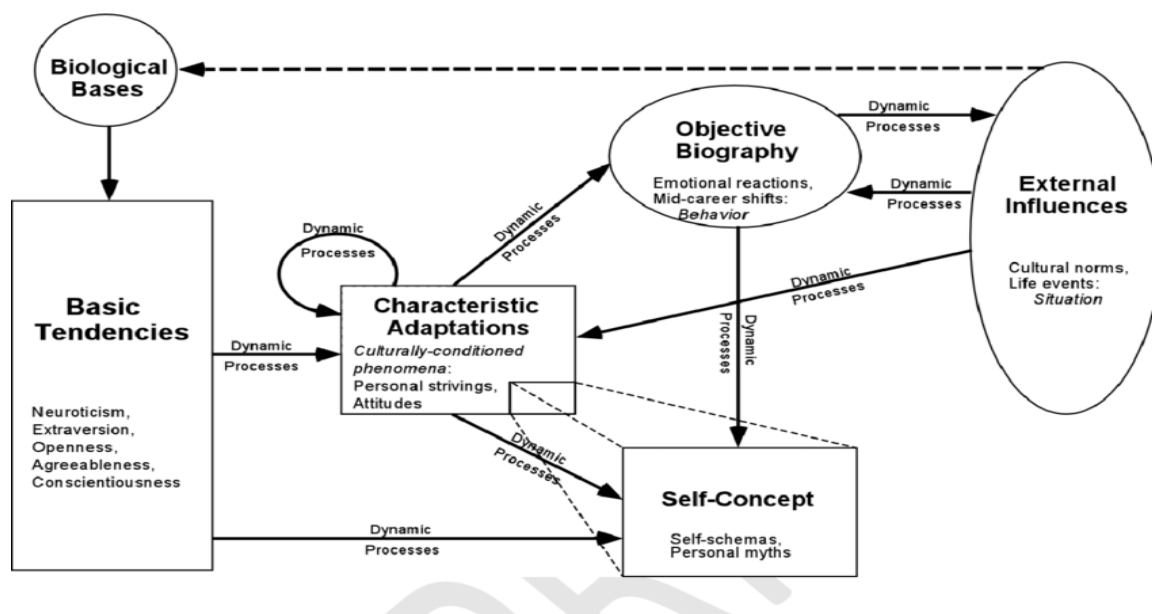 Biological
Bases
Dynamic
Processes
Objective
Biography
Emotional reactions,
Mid-career shifts:
Behavior
Dynamic
Processes
External
Influences
Cultural norms,
Life events:
Situation
Dynamic
Processes
Dynamic
Processes
Dynamic
Processes
Basic
Tendencies
Neuroticism,
Extraversion,
Openness,
Agreeableness,
Conscientiousness
Dynamic
Processes
Characteristic
Adaptations
Culturally-conditioned
phenomena:
Personal strivings,
Attitudes
Dynamic
Processes
Dynamic
Processes
Dynamic
Processes
Self-Concept
Self-schemas,
Personal myths